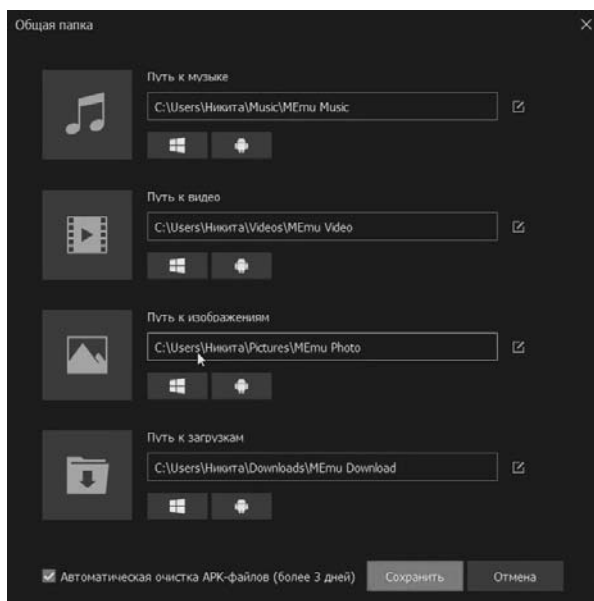 Общая папка
Путь к музыке
C:\Users\Никита\Music\MEmu Music
Путь к видео
C:\Users\Никита\Videos\MEmu Video
Путь к изображениям
C:\Users\Никита\Pictures\MEmu Photo
Путь к загрузкам
C:\Users\Никита\Downloads\MEmu Download
Автоматическая очистка APK-файлов (более 3 дней) Сохранить Отмена